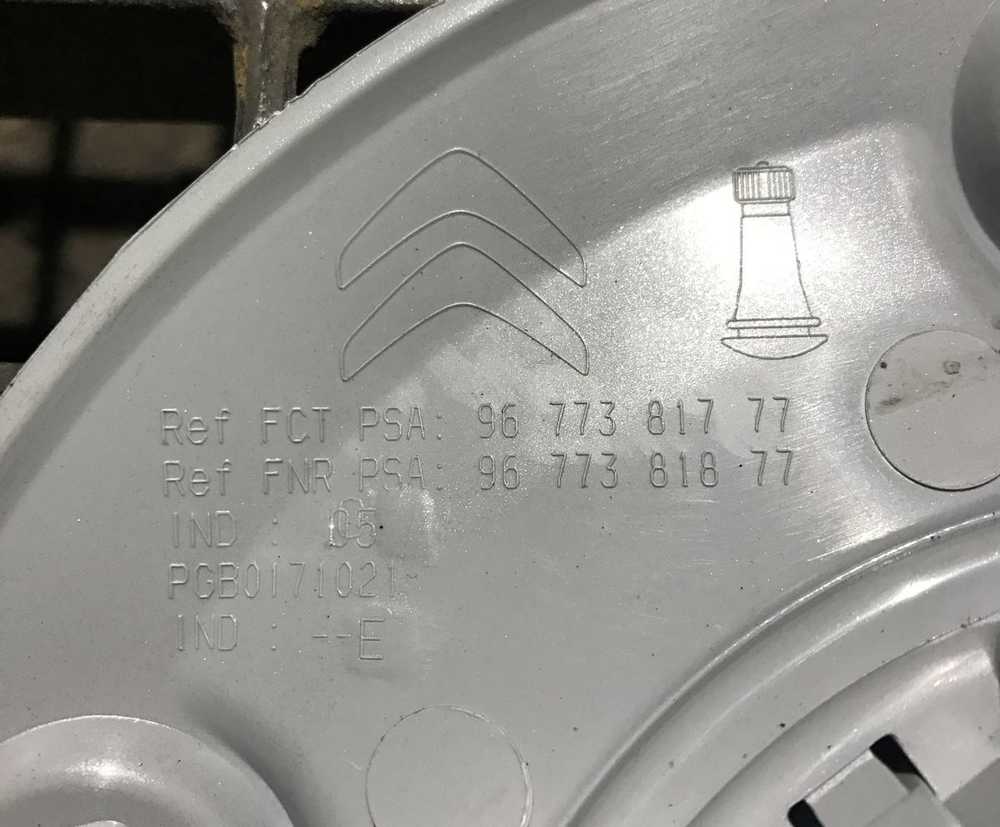 Ref FCT PSA: 96 773 817 77
Ref FNR PSA: 96 773 818 77
IND : 05
PGB0171021
IND : --E